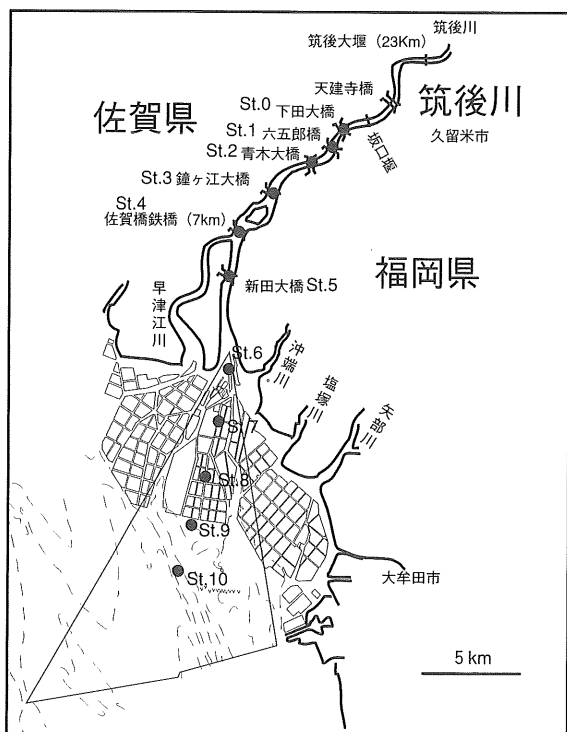 筑後川
筑後大堰（23Km）
天建寺橋
筑後川
佐賀県
St.0 下田大橋
St.1 六五郎橋
St.2 青木大橋
坂口堰
久留米市
St.3 鐘ヶ江大橋
St.4
佐賀橋鉄橋（7km）
福岡県
新田大橋 St.5
早津江川
St.6
沖端川
塩塚川
矢部川
St.7
St.8
St.9
St,10
大牟田市
5 km